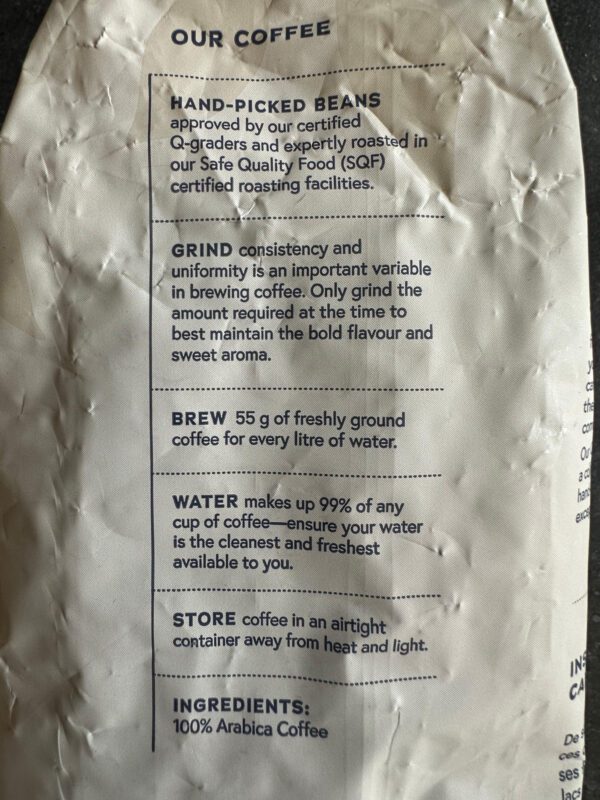 OUR COFFEE
HAND-PICKED BEANS
approved by our certified
Q-graders and expertly roasted in
our Safe Quality Food (SQF)
certified roasting facilities.
GRIND consistency and
uniformity is an important variable
in brewing coffee. Only grind the
amount required at the time to
best maintain the bold flavour and
sweet aroma.
BREW 55 g of freshly ground
coffee for every litre of water.
WATER makes up 99% of any
cup of coffee—ensure your water
is the cleanest and freshest
available to you.
STORE coffee in an airtight
container away from heat and light.
INGREDIENTS:
100% Arabica Coffee